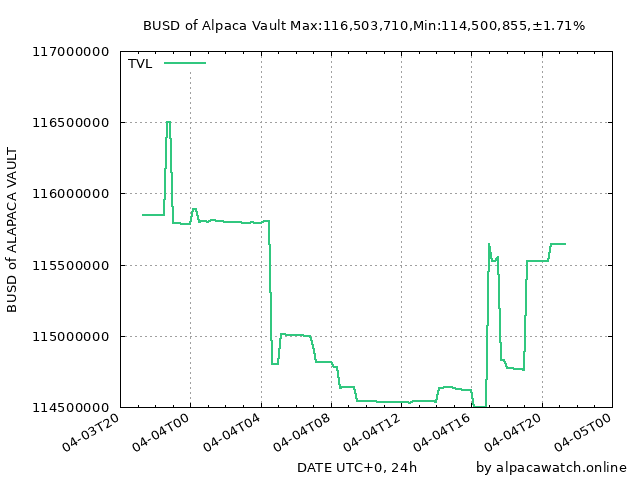 BUSD of Alpaca Vault Max:116,503,710,Min:114,500,855,±1.71%
TVL
117000000
116500000
116000000
115500000
115000000
114500000
BUSD of ALAPACA VAULT
04-03T20 04-04T00 04-04T04 04-04T08 04-04T12 04-04T16 04-04T20 04-05T00
DATE UTC+0, 24h by alpacawatch.online